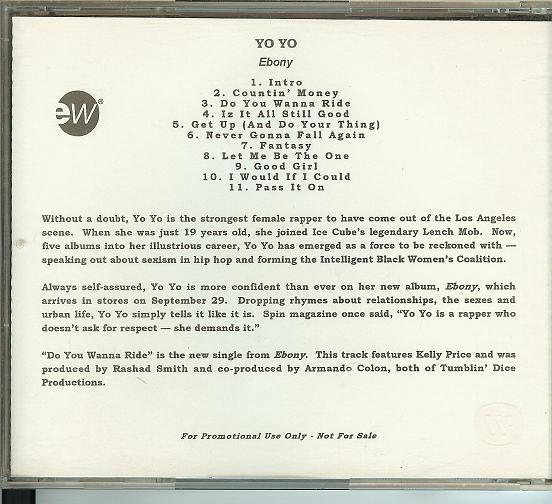 YO YO
Ebony
1. Intro
2. Countin' Money
3. Do You Wanna Ride
4. Iz It All Still Good
5. Get Up (And Do Your Thing)
6. Never Gonna Fall Again
7. Fantasy
8. Let Me Be The One
9. Good Girl
10. I Would If I Could
11. Pass It On
ew®
Without a doubt, Yo Yo is the strongest female rapper to have come out of the Los Angeles
scene. When she was just 19 years old, she joined Ice Cube's legendary Lench Mob. Now,
five albums into her illustrious career, Yo Yo has emerged as a force to be reckoned with —
speaking out about sexism in hip hop and forming the Intelligent Black Women's Coalition.
Always self-assured, Yo Yo is more confident than ever on her new album, Ebony, which
arrives in stores on September 29. Dropping rhymes about relationships, the sexes and
urban life, Yo Yo simply tells it like it is. Spin magazine once said, "Yo Yo is a rapper who
doesn't ask for respect — she demands it."
"Do You Wanna Ride" is the new single from Ebony. This track features Kelly Price and was
produced by Rashad Smith and co-produced by Armando Colon, both of Tumblin' Dice
Productions.
For Promotional Use Only - Not For Sale